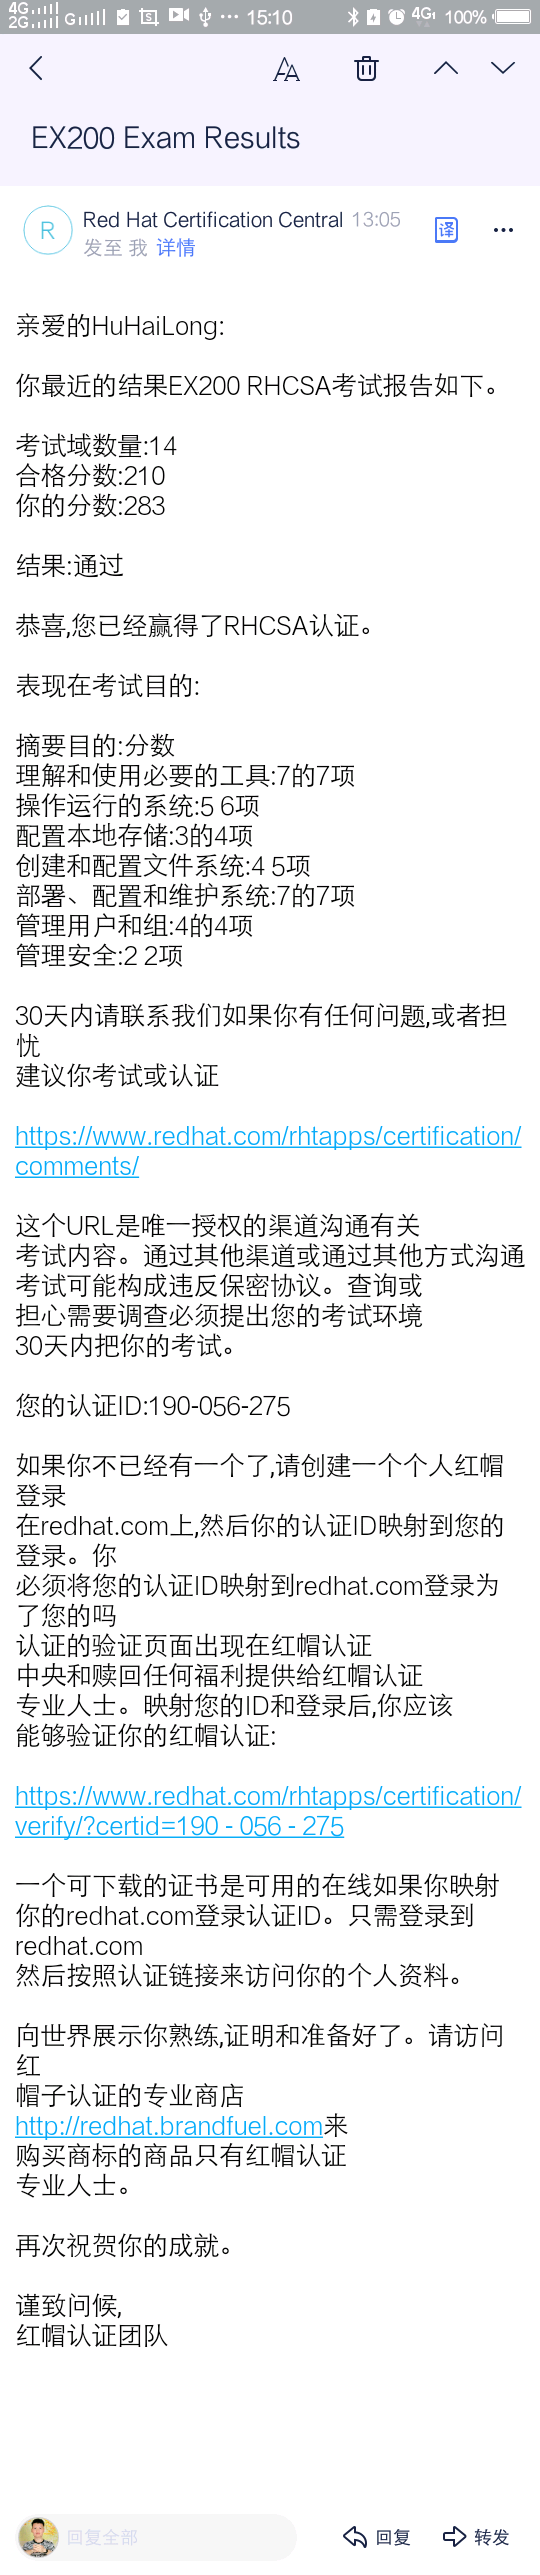 4G 2G G 15:10 4G 100%
EX200 Exam Results
R
Red Hat Certification Central 13:05
译
发至 我 详情
亲爱的HuHaiLong:
你最近的结果EX200 RHCSA考试报告如下。
考试域数量:14
合格分数:210
你的分数:283
结果:通过
恭喜,您已经赢得了RHCSA认证。
表现在考试目的:
摘要目的:分数
理解和使用必要的工具:7的7项
操作运行的系统:5 6项
配置本地存储:3的4项
创建和配置文件系统:4 5项
部署、配置和维护系统:7的7项
管理用户和组:4的4项
管理安全:2 2项
30天内请联系我们如果你有任何问题,或者担
忧
建议你考试或认证
https://www.redhat.com/rhtapps/certification/
comments/
这个URL是唯一授权的渠道沟通有关
考试内容。通过其他渠道或通过其他方式沟通
考试可能构成违反保密协议。查询或
担心需要调查必须提出您的考试环境
30天内把你的考试。
您的认证ID:190-056-275
如果你不已经有一个了,请创建一个个人红帽
登录
在redhat.com上,然后你的认证ID映射到您的
登录。你
必须将您的认证ID映射到redhat.com登录为
了您的吗
认证的验证页面出现在红帽认证
中央和赎回任何福利提供给红帽认证
专业人士。映射您的ID和登录后,你应该
能够验证你的红帽认证:
https://www.redhat.com/rhtapps/certification/
verify/?certid=190 - 056 - 275
一个可下载的证书是可用的在线如果你映射
你的redhat.com登录认证ID。只需登录到
redhat.com
然后按照认证链接来访问你的个人资料。
向世界展示你熟练,证明和准备好了。请访问
红
帽子认证的专业商店
http://redhat.brandfuel.com来
购买商标的商品只有红帽认证
专业人士。
再次祝贺你的成就。
谨致问候,
红帽认证团队
回复全部 回复 转发